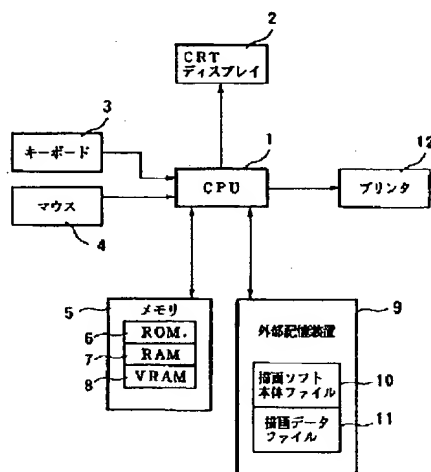 2
CRT
ディスプレイ
3
キーボード
1
CPU
12
プリンタ
マウス
4
5
メモリ
6
ROM.
7
RAM
8
VRAM
9
外部記憶装置
描画ソフト
本体ファイル
10
描画データ
ファイル
11